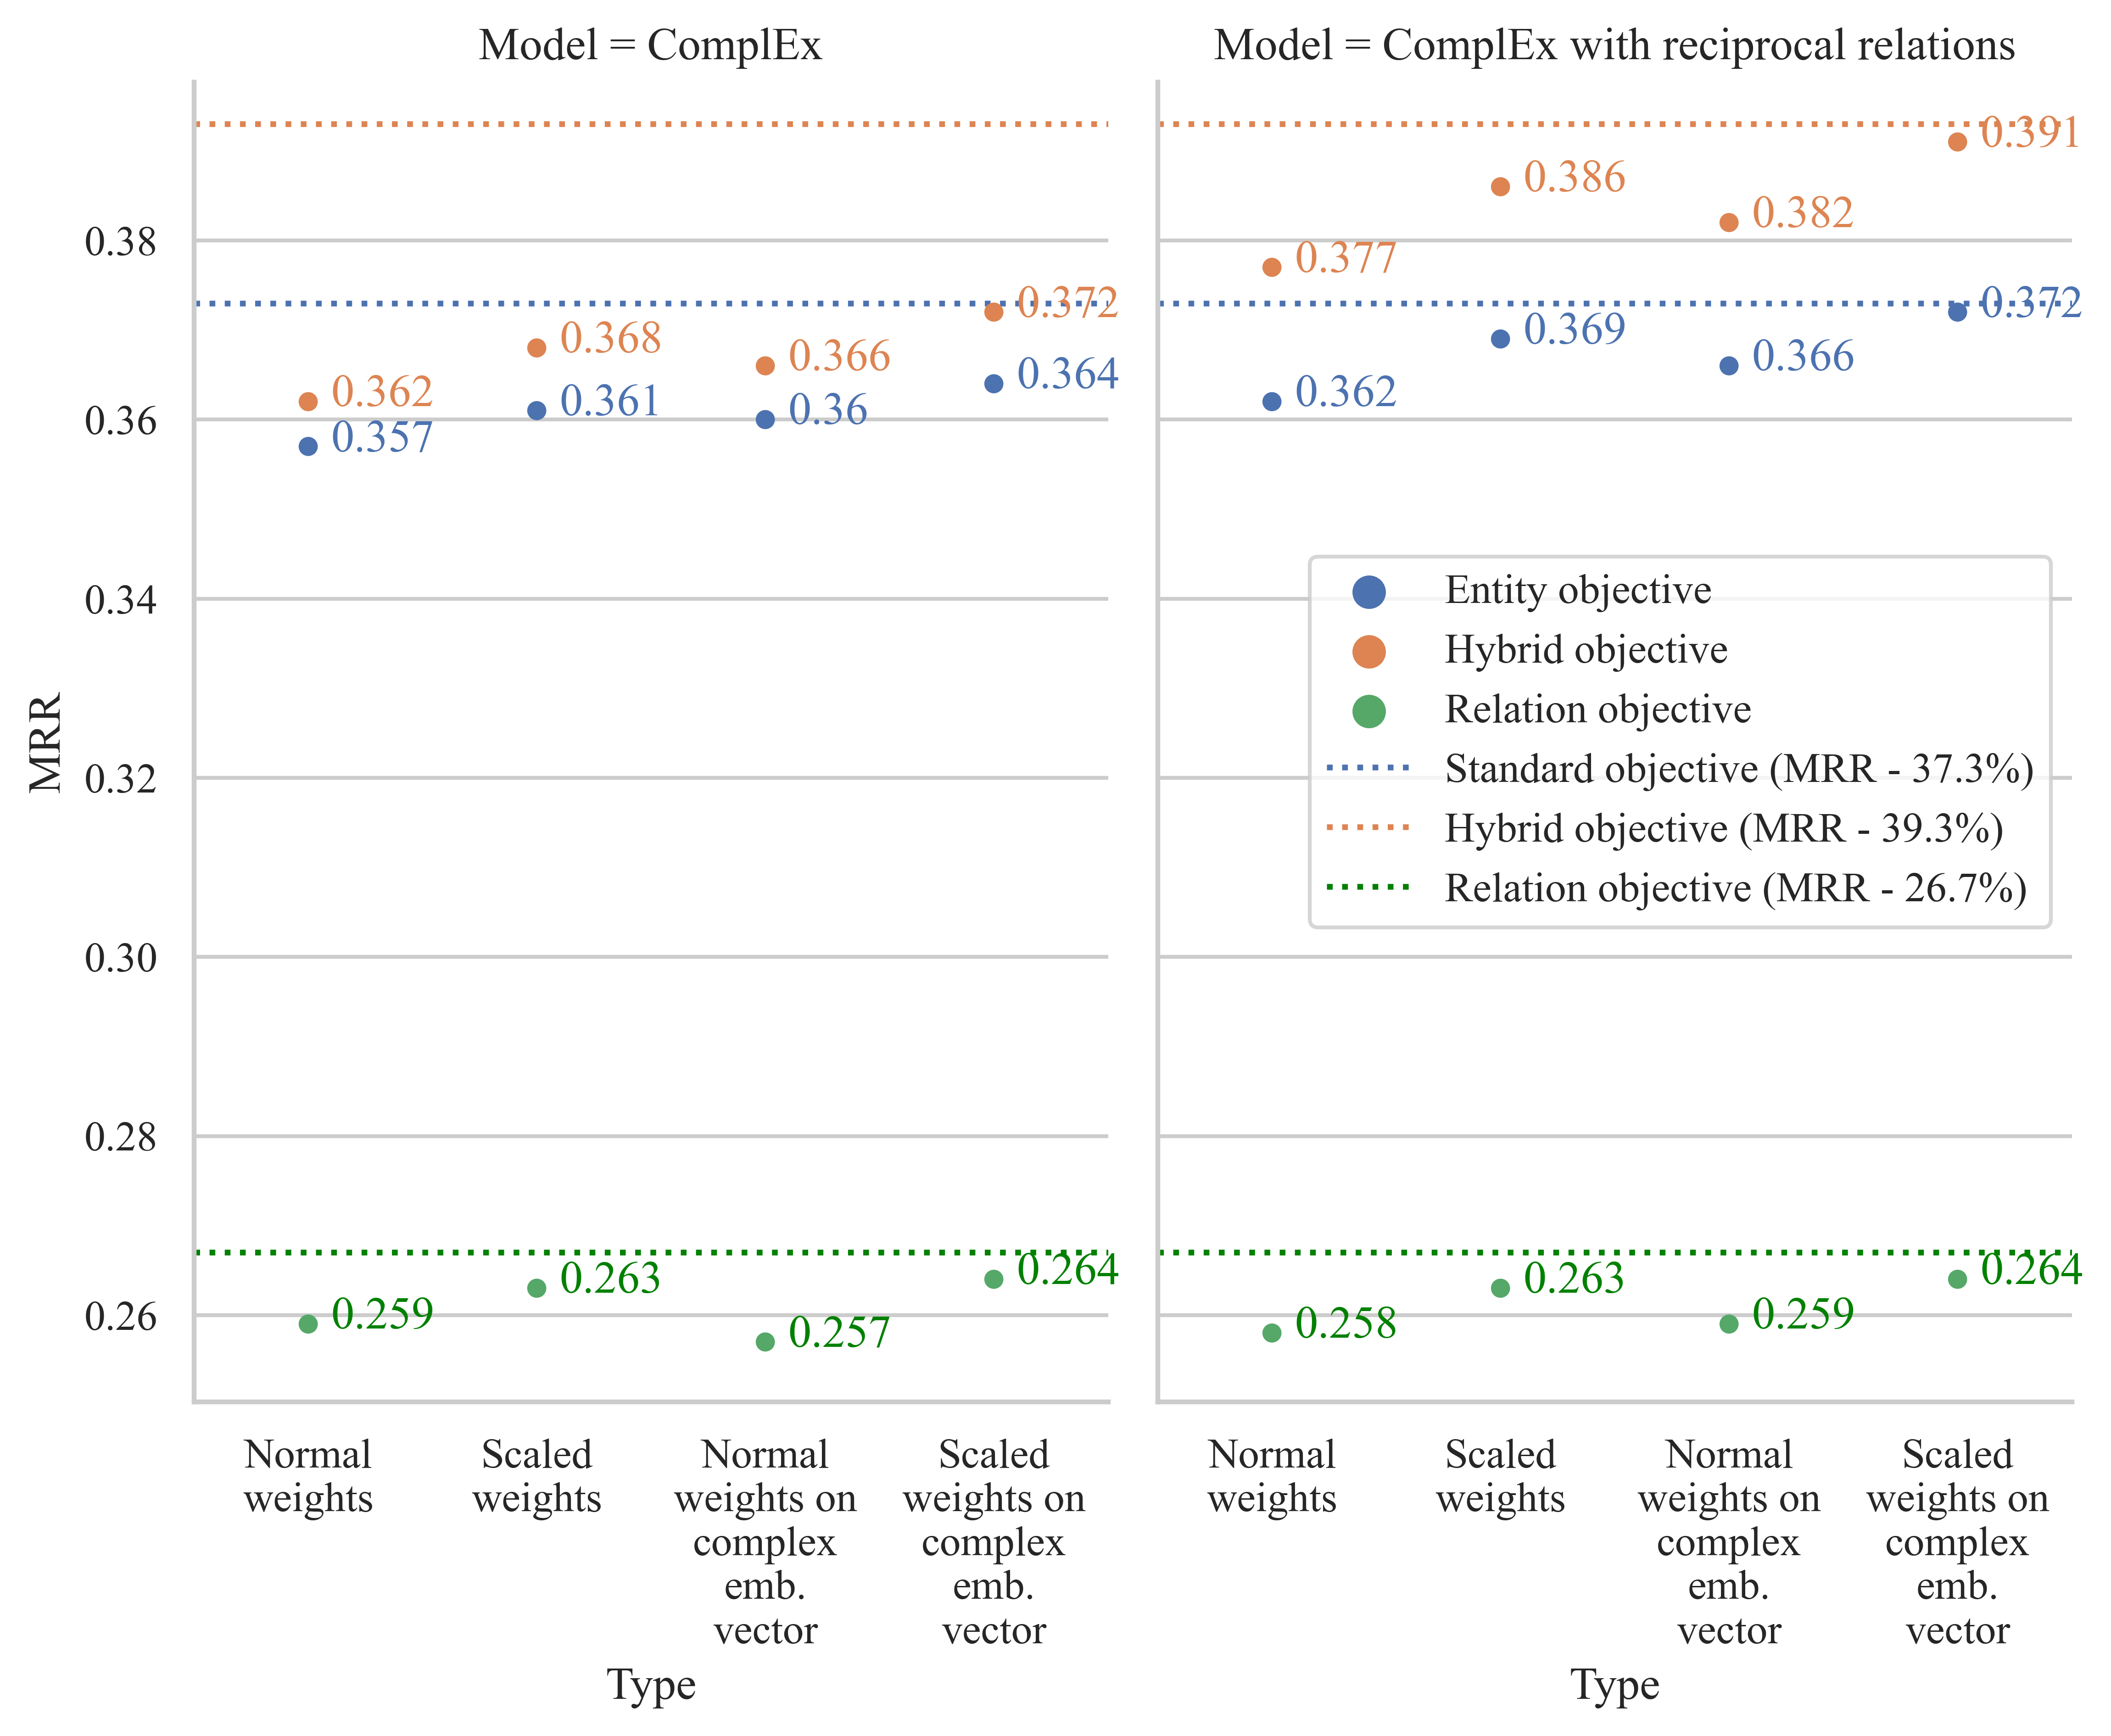 Model = ComplEx
Model = ComplEx with reciprocal relations
MRR
0.38
0.36
0.34
0.32
0.30
0.28
0.26
0.362
0.357
0.368
0.361
0.366
0.36
0.372
0.364
0.259
0.263
0.257
0.264
0.377
0.362
0.386
0.369
0.382
0.366
0.391
0.372
0.258
0.263
0.259
0.264
Entity objective
Hybrid objective
Relation objective
Standard objective (MRR - 37.3%)
Hybrid objective (MRR - 39.3%)
Relation objective (MRR - 26.7%)
Normal
weights
Scaled
weights
Normal
weights on
complex
emb.
vector
Scaled
weights on
complex
emb.
vector
Type
Normal
weights
Scaled
weights
Normal
weights on
complex
emb.
vector
Scaled
weights on
complex
emb.
vector
Type